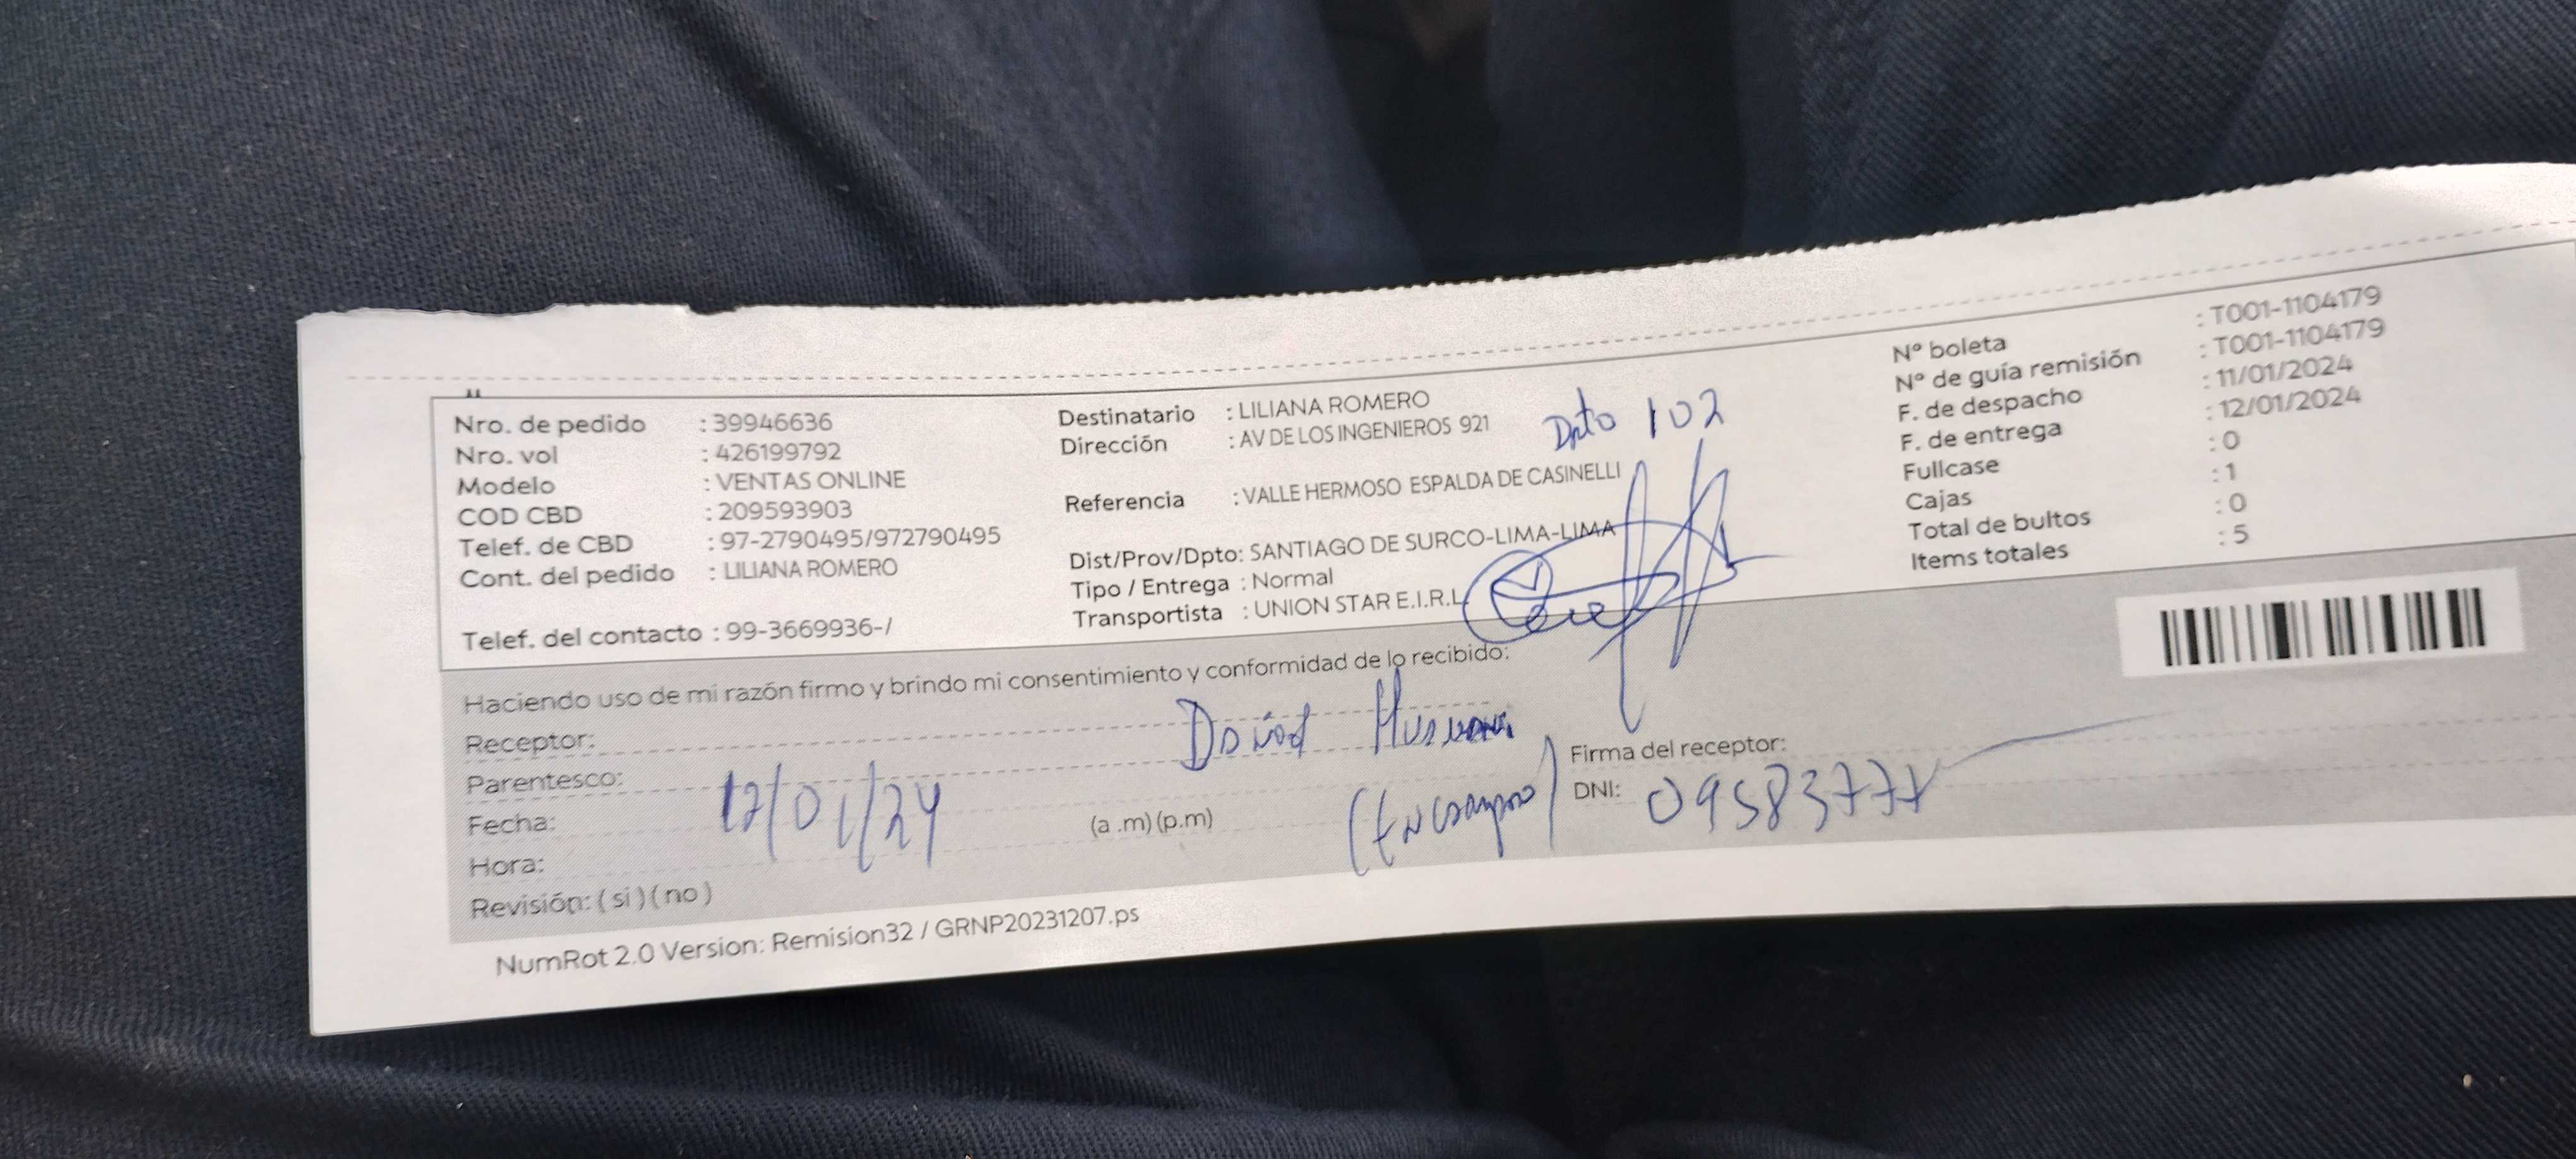 Nro. de pedido : 39946636
Nro. vol : 426199792
Modelo : VENTAS ONLINE
COD CBD : 209593903
Telef. de CBD : 97-2790495/972790495
Cont. del pedido : LILIANA ROMERO
Telef. del contacto : 99-3669936-/
Destinatario : LILIANA ROMERO
Dirección : AV DE LOS INGENIEROS 921 Dpto 102
Referencia : VALLE HERMOSO ESPALDA DE CASINELLI
Dist/Prov/Dpto: SANTIAGO DE SURCO-LIMA-LIMA
Tipo / Entrega : Normal
Transportista : UNION STAR E.I.R.L.
N° boleta : T001-1104179
N° de guía remisión : T001-1104179
F. de despacho : 11/01/2024
F. de entrega : 12/01/2024
Fullcase : 0
Cajas : 1
Total de bultos : 0
Items totales : 5
Haciendo uso de mi razón firmo y brindo mi consentimiento y conformidad de lo recibido:
Receptor: David
Parentesco:
Fecha: 12/01/24
Hora: (a .m) (p.m)
Revisión: ( si ) ( no )
Firma del receptor:
DNI: 09583777
NumRot 2.0 Version: Remision32 / GRNP20231207.ps